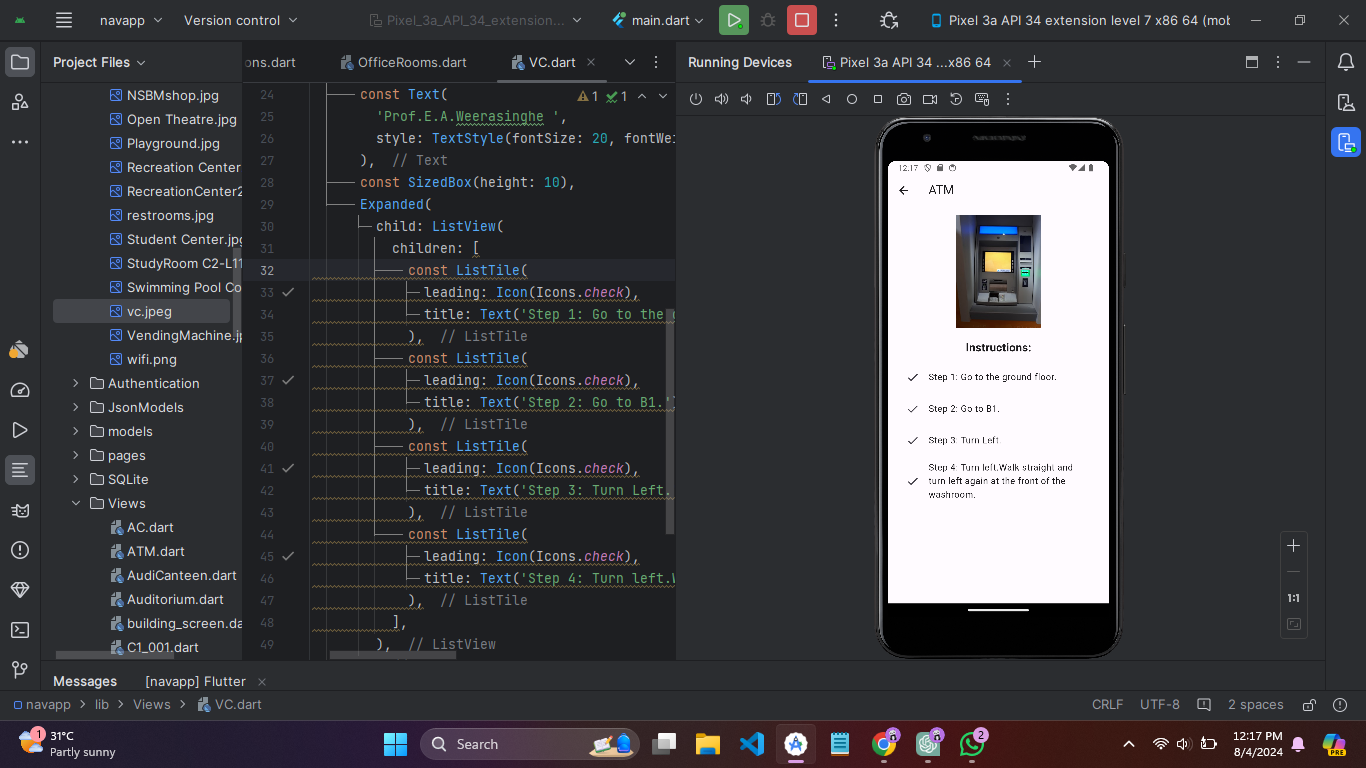 navapp
Version control
Pixel_3a_API_34_extension...
main.dart
Pixel 3a API 34 extension level 7 x86 64 (mob
Project Files
ons.dart
OfficeRooms.dart
VC.dart
Running Devices
Pixel 3a API 34 ...x86 64
NSBMshop.jpg
Open Theatre.jpg
Playground.jpg
Recreation Center
RecreationCenter2
restrooms.jpg
Student Center.jpg
StudyRoom C2-L11
Swimming Pool Co
vc.jpeg
VendingMachine.jp
wifi.png
Authentication
JsonModels
models
pages
SQLite
Views
AC.dart
ATM.dart
AudiCanteen.dart
Auditorium.dart
building_screen.da
C1_001.dart
1 1
24 const Text(
25 'Prof.E.A.Weerasinghe ',
26 style: TextStyle(fontSize: 20, fontWei
27 ), // Text
28 const SizedBox(height: 10),
29 Expanded(
30 child: ListView(
31 children: [
32 const ListTile(
33 leading: Icon(Icons.check),
34 title: Text('Step 1: Go to the g
35 ), // ListTile
36 const ListTile(
37 leading: Icon(Icons.check),
38 title: Text('Step 2: Go to B1.')
39 ), // ListTile
40 const ListTile(
41 leading: Icon(Icons.check),
42 title: Text('Step 3: Turn Left.
43 ), // ListTile
44 const ListTile(
45 leading: Icon(Icons.check),
46 title: Text('Step 4: Turn left.W
47 ), // ListTile
48 ],
49 ), // ListView
12:17
ATM
Instructions:
Step 1: Go to the ground floor.
Step 2: Go to B1.
Step 3: Turn Left.
Step 4: Turn left.Walk straight and
turn left again at the front of the
washroom.
1:1
Messages
[navapp] Flutter
navapp > lib > Views > VC.dart
CRLF
UTF-8
2 spaces
1
31°C
Partly sunny
Search
2
PRE
12:17 PM
8/4/2024